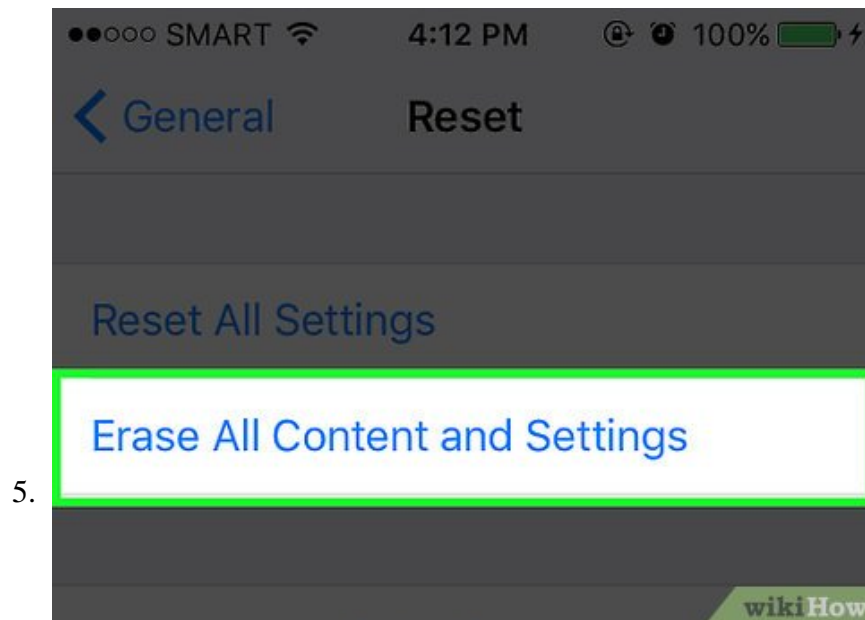 SMART 4:12 PM 100%
General Reset
Reset All Settings
Erase All Content and Settings
5.
wikiHow